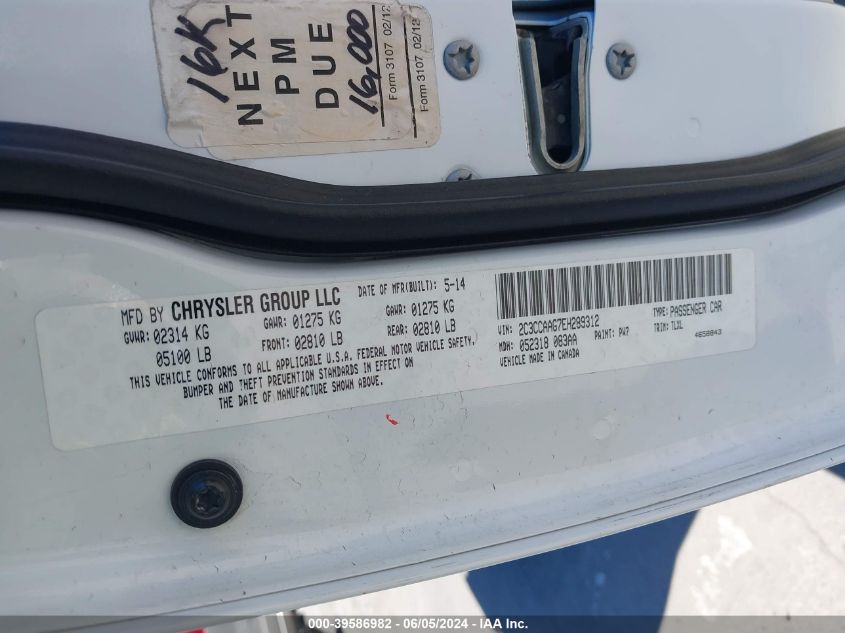 16K
NEXT
PM
DUE
16,000
Form 3107 02/12
Form 3107 02/12
MFD BY CHRYSLER GROUP LLC
DATE OF MFR(BUILT): 5-14
GVWR: 02314 KG
GAWR: 01275 KG
GAWR: 01275 KG
05100 LB
FRONT: 02810 LB
REAR: 02810 LB
THIS VEHICLE CONFORMS TO ALL APPLICABLE U.S.A. FEDERAL MOTOR VEHICLE SAFETY,
BUMPER AND THEFT PREVENTION STANDARDS IN EFFECT ON
THE DATE OF MANUFACTURE SHOWN ABOVE.
VIN: 2C3CCAAG7EH289312
TYPE: PASSENGER CAR
MDH: 052318 083AA
PAINT: PW7
TRIM: TLXL
VEHICLE MADE IN CANADA
4658843
000-39586982 - 06/05/2024 - IAA Inc.